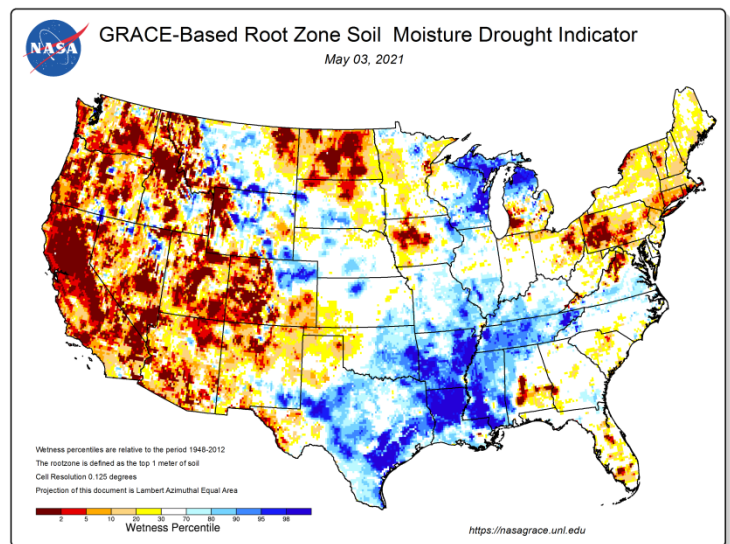 NASA
GRACE-Based Root Zone Soil Moisture Drought Indicator
May 03, 2021
Wetness percentiles are relative to the period 1948-2012
The rootzone is defined as the top 1 meter of soil
Cell Resolution 0.125 degrees
Projection of this document is Lambert Azimuthal Equal Area
2 5 10 20 30 70 80 90 95 98
Wetness Percentile
https://nasagrace.unl.edu